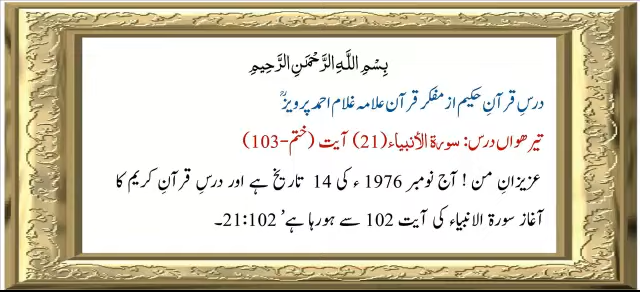 بِسْمِ اللَّهِ الرَّحْمٰنِ الرَّحِيمِ
درسِ قرآنِ حکیم از مفکر قرآن علامہ غلام احمد پرویزؒ
تیرھواں درس: سورۃ الأنبیاء (21) آیت (ختم-103)
عزیزانِ من ! آج نومبر 1976 ء کی 14 تاریخ ہے اور درسِ قرآنِ کریم کا
آغاز سورۃ الانبیاء کی آیت 102 سے ہو رہا ہے’ 21:102۔